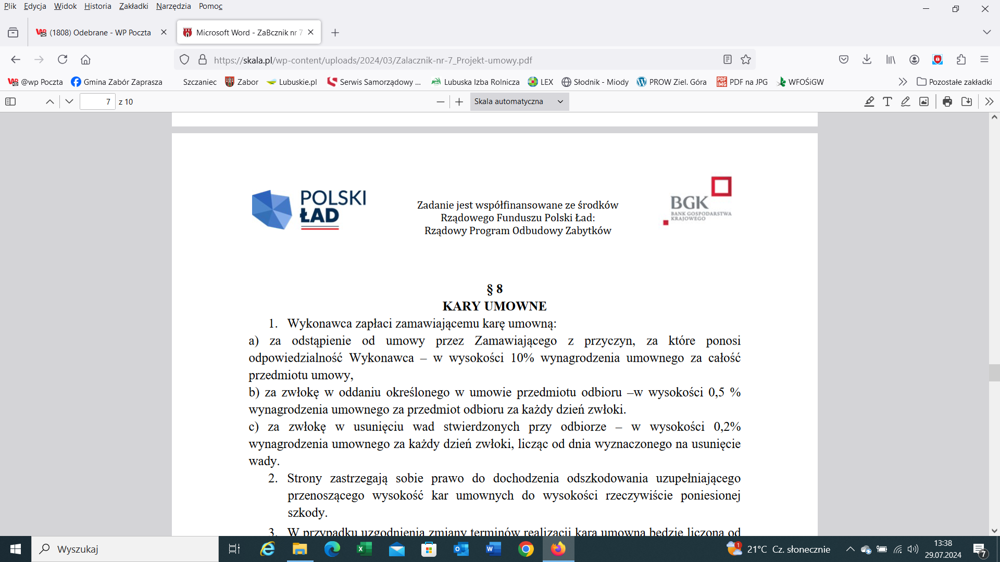 Plik Edycja Widok Historia Zakładki Narzędzia Pomoc
(1808) Odebrane - WP Poczta
Microsoft Word - ZaBcznik nr 7
https://skala.pl/wp-content/uploads/2024/03/Zalacznik-nr-7_Projekt-umowy.pdf
@wp Poczta Gmina Zabór Zaprasza Szczaniec Zabor Lubuskie.pl Serwis Samorządowy ... Lubuska Izba Rolnicza LEX Słodnik - Miody PROW Ziel. Góra PDF na JPG WFOŚiGW Pozostałe zakładki
7 z 10 Skala automatyczna
POLSKI
ŁAD
Zadanie jest współfinansowane ze środków
Rządowego Funduszu Polski Ład:
Rządowy Program Odbudowy Zabytków
BGK
BANK GOSPODARSTWA
KRAJOWEGO
§ 8
KARY UMOWNE
1. Wykonawca zapłaci zamawiającemu karę umowną:
a) za odstąpienie od umowy przez Zamawiającego z przyczyn, za które ponosi
odpowiedzialność Wykonawca – w wysokości 10% wynagrodzenia umownego za całość
przedmiotu umowy,
b) za zwłokę w oddaniu określonego w umowie przedmiotu odbioru –w wysokości 0,5 %
wynagrodzenia umownego za przedmiot odbioru za każdy dzień zwłoki.
c) za zwłokę w usunięciu wad stwierdzonych przy odbiorze – w wysokości 0,2%
wynagrodzenia umownego za każdy dzień zwłoki, licząc od dnia wyznaczonego na usunięcie
wady.
2. Strony zastrzegają sobie prawo do dochodzenia odszkodowania uzupełniającego
przenoszącego wysokość kar umownych do wysokości rzeczywiście poniesionej
szkody.
3. W przypadku uzgodnienia zmiany terminów realizacji kara umowna będzie liczona od
Wyszukaj
21°C Cz. słonecznie
13:38
29.07.2024
7